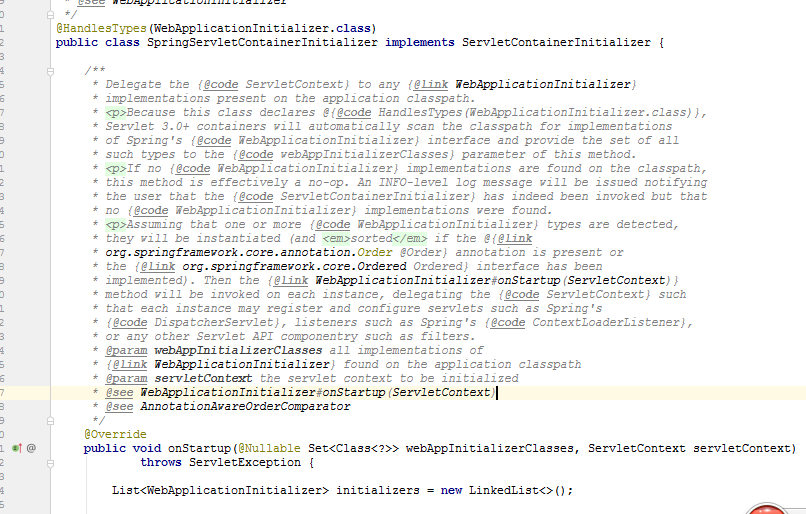 * @see WebApplicationInitializer
*/
@HandlesTypes(WebApplicationInitializer.class)
public class SpringServletContainerInitializer implements ServletContainerInitializer {
/**
* Delegate the {@code ServletContext} to any {@link WebApplicationInitializer}
* implementations present on the application classpath.
* <p>Because this class declares @{@code HandlesTypes(WebApplicationInitializer.class)},
* Servlet 3.0+ containers will automatically scan the classpath for implementations
* of Spring's {@code WebApplicationInitializer} interface and provide the set of all
* such types to the {@code webAppInitializerClasses} parameter of this method.
* <p>If no {@code WebApplicationInitializer} implementations are found on the classpath,
* this method is effectively a no-op. An INFO-level log message will be issued notifying
* the user that the {@code ServletContainerInitializer} has indeed been invoked but that
* no {@code WebApplicationInitializer} implementations were found.
* <p>Assuming that one or more {@code WebApplicationInitializer} types are detected,
* they will be instantiated (and <em>sorted</em> if the @{@link
* org.springframework.core.annotation.Order @Order} annotation is present or
* the {@link org.springframework.core.Ordered Ordered} interface has been
* implemented). Then the {@link WebApplicationInitializer#onStartup(ServletContext)}
* method will be invoked on each instance, delegating the {@code ServletContext} such
* that each instance may register and configure servlets such as Spring's
* {@code DispatcherServlet}, listeners such as Spring's {@code ContextLoaderListener},
* or any other Servlet API componentry such as filters.
* @param webAppInitializerClasses all implementations of
* {@link WebApplicationInitializer} found on the application classpath
* @param servletContext the servlet context to be initialized
* @see WebApplicationInitializer#onStartup(ServletContext)
* @see AnnotationAwareOrderComparator
*/
@Override
public void onStartup(@Nullable Set<Class<?>> webAppInitializerClasses, ServletContext servletContext)
throws ServletException {
List<WebApplicationInitializer> initializers = new LinkedList<>();